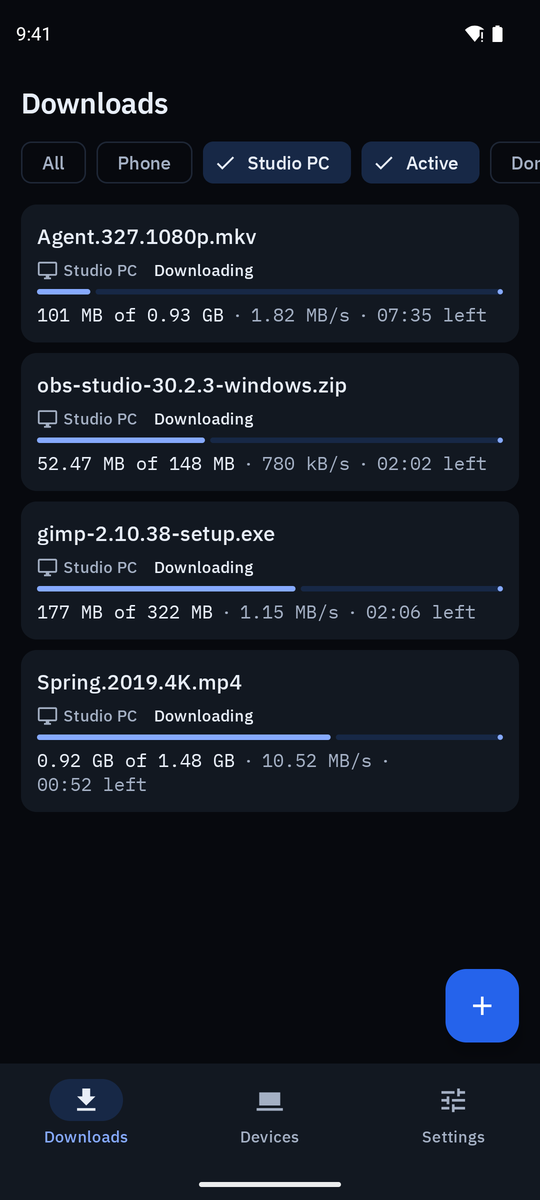 9:41
Downloads
All Phone Studio PC Active
Agent.327.1080p.mkv
Studio PC Downloading
101 MB of 0.93 GB · 1.82 MB/s · 07:35 left
obs-studio-30.2.3-windows.zip
Studio PC Downloading
52.47 MB of 148 MB · 780 kB/s · 02:02 left
gimp-2.10.38-setup.exe
Studio PC Downloading
177 MB of 322 MB · 1.15 MB/s · 02:06 left
Spring.2019.4K.mp4
Studio PC Downloading
0.92 GB of 1.48 GB · 10.52 MB/s ·
00:52 left
Downloads Devices Settings